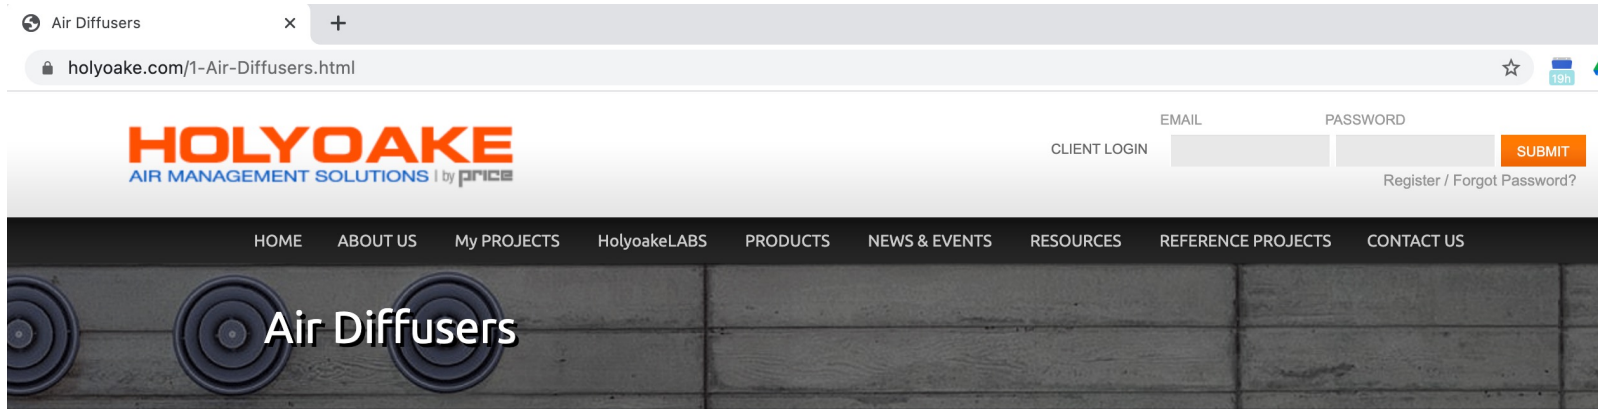 Air Diffusers
holyoake.com/1-Air-Diffusers.html
19h
HOLYOAKE
AIR MANAGEMENT SOLUTIONS | by PRICE
EMAIL PASSWORD
CLIENT LOGIN SUBMIT
Register / Forgot Password?
HOME ABOUT US My PROJECTS HolyoakeLABS PRODUCTS NEWS & EVENTS RESOURCES REFERENCE PROJECTS CONTACT US
Air Diffusers